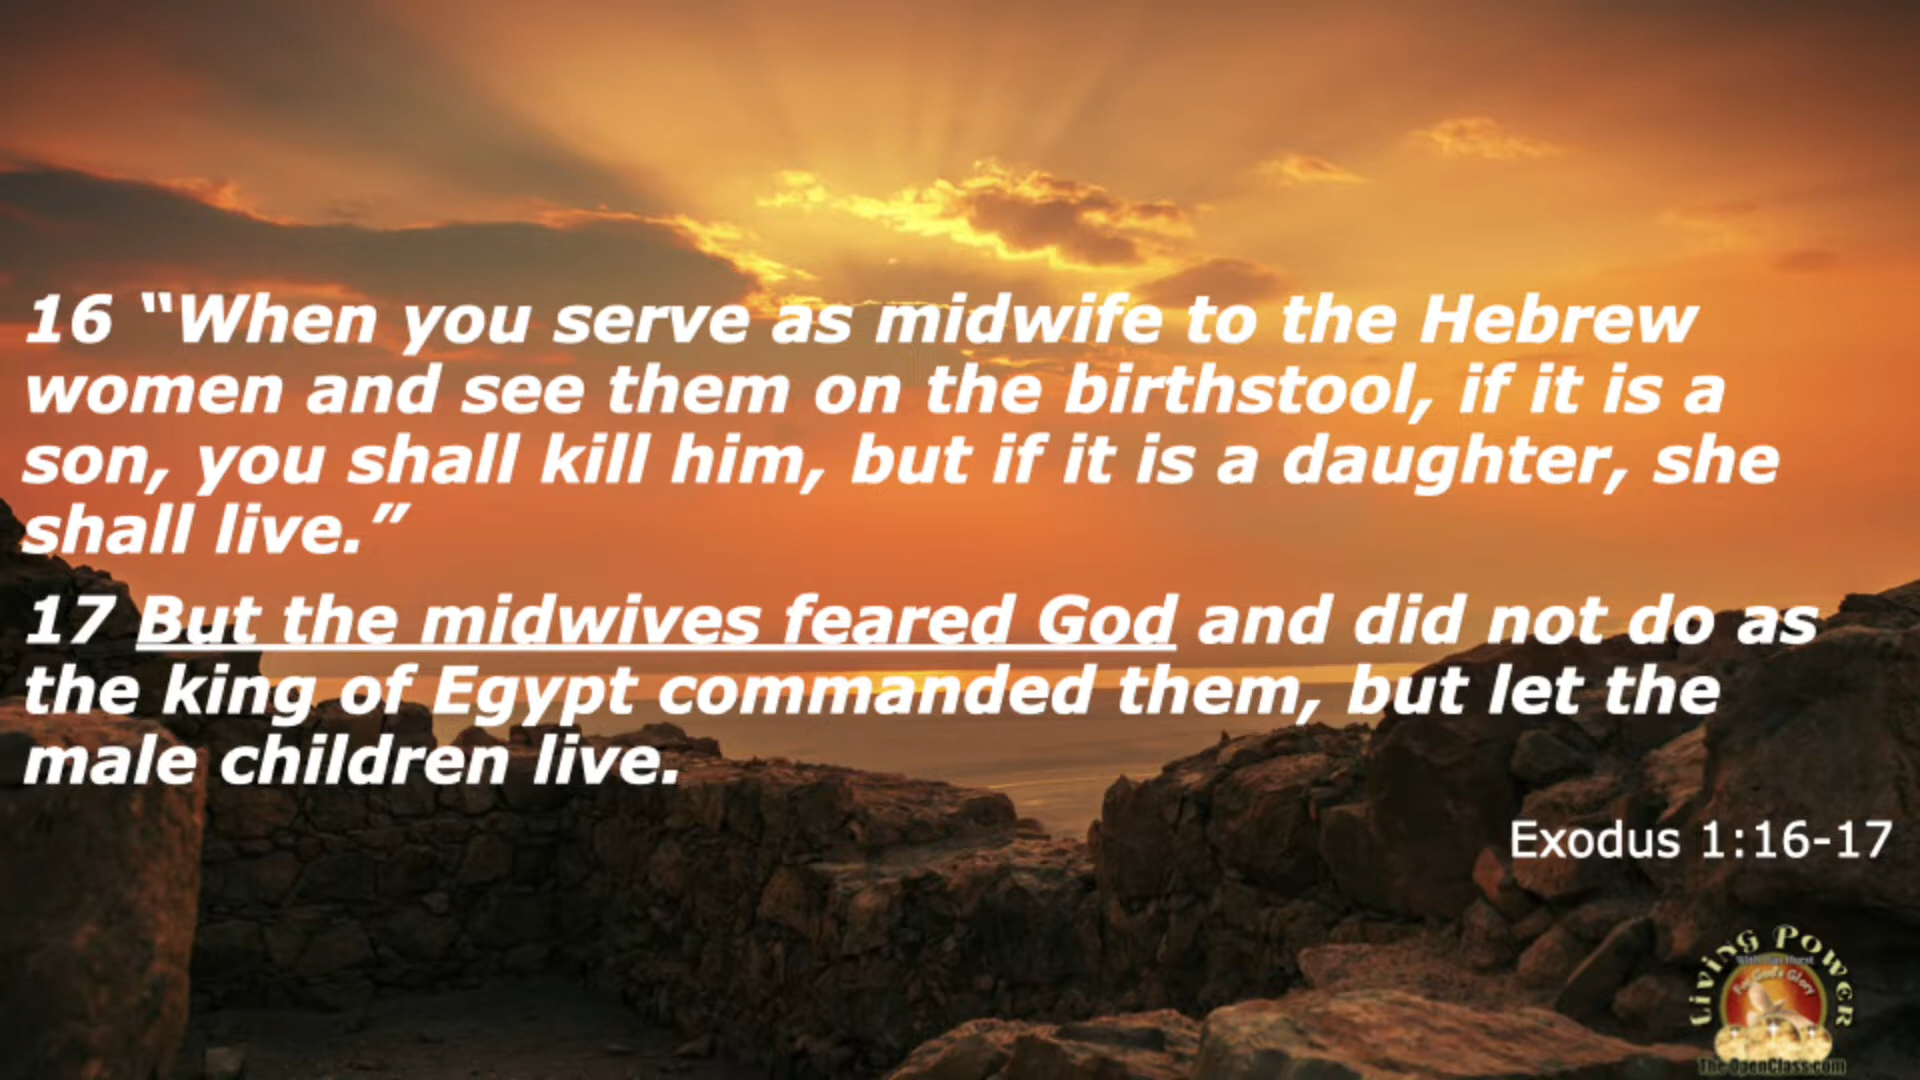 16 “When you serve as midwife to the Hebrew
women and see them on the birthstool, if it is a
son, you shall kill him, but if it is a daughter, she
shall live.”
17 But the midwives feared God and did not do as
the king of Egypt commanded them, but let the
male children live.
Exodus 1:16-17
Living Power
For God's Glory
The OpenClass.com